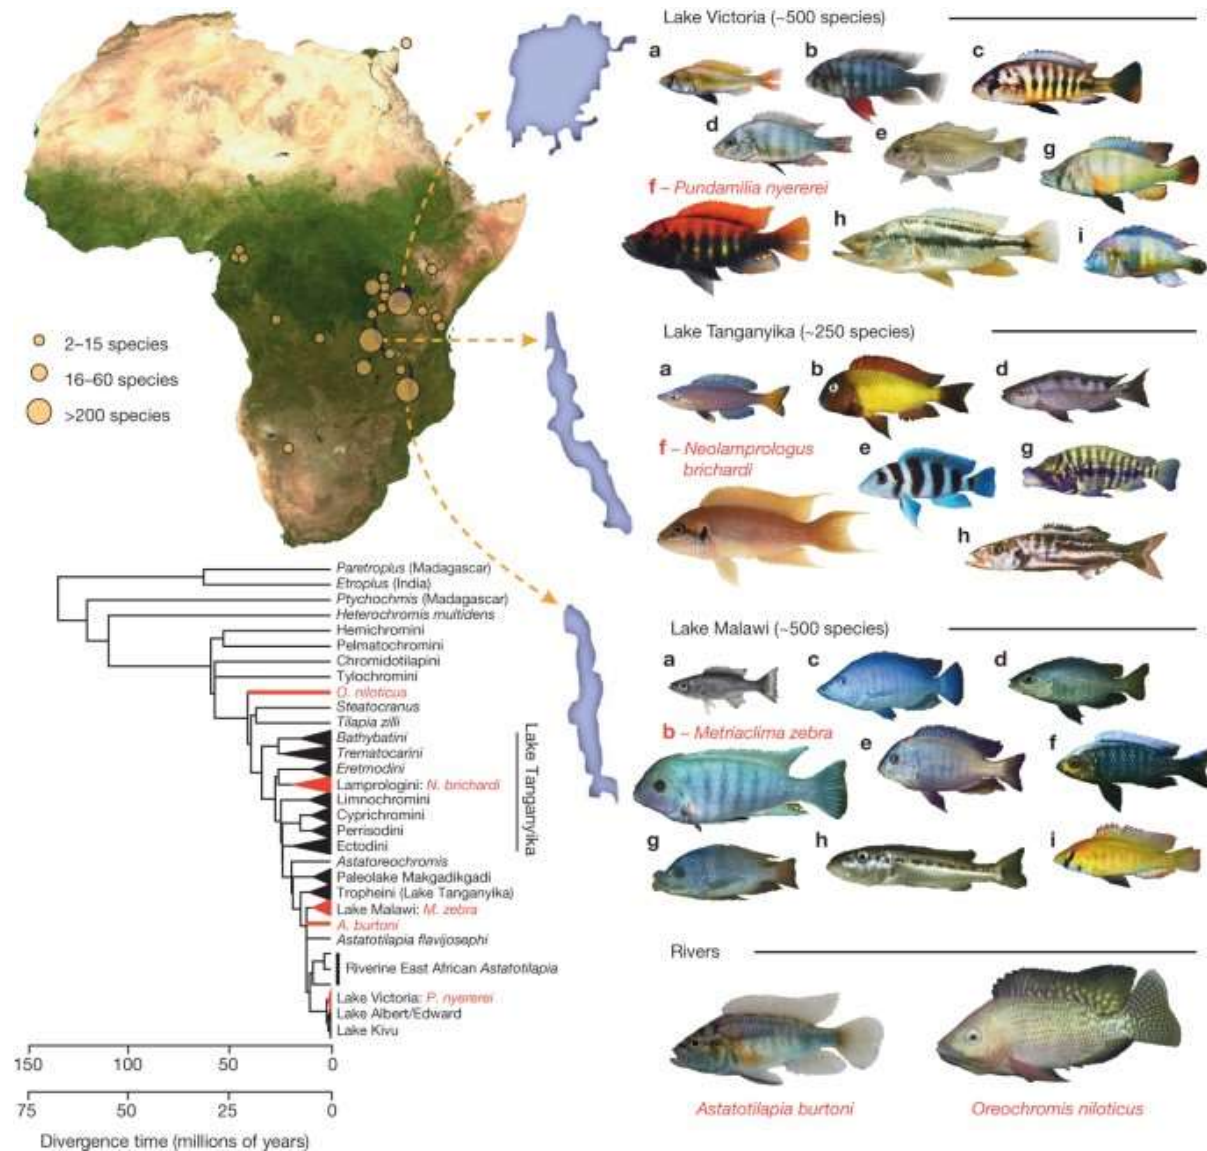 Lake Victoria (~500 species)
a
b
c
d
e
g
f – Pundamilia nyererei
h
i
2–15 species
16–60 species
>200 species
Lake Tanganyika (~250 species)
a
b
d
f – Neolamprologus
brichardi
e
g
h
Lake Malawi (~500 species)
a
c
d
b – Metriaclima zebra
e
f
g
h
i
Rivers
Astatotilapia burtoni
Oreochromis niloticus
Paretroplus (Madagascar)
Etroplus (India)
Ptychochmis (Madagascar)
Heterochromis multidens
Hemichromini
Pelmatochromini
Chromidotilapini
Tylochromini
O. niloticus
Steatocranus
Tilapia zilli
Bathybatini
Trematocarini
Eretmodini
Lamprologini: N. brichardi
Limnochromini
Cyprichromini
Perrisodini
Ectodini
Lake Tanganyika
Astatoreochromis
Paleolake Makgadikgadi
Tropheini (Lake Tanganyika)
Lake Malawi: M. zebra
A. burtoni
Astatotilapia flavijosephi
Riverine East African Astatotilapia
Lake Victoria: P. nyererei
Lake Albert/Edward
Lake Kivu
150 100 50 0
75 50 25 0
Divergence time (millions of years)